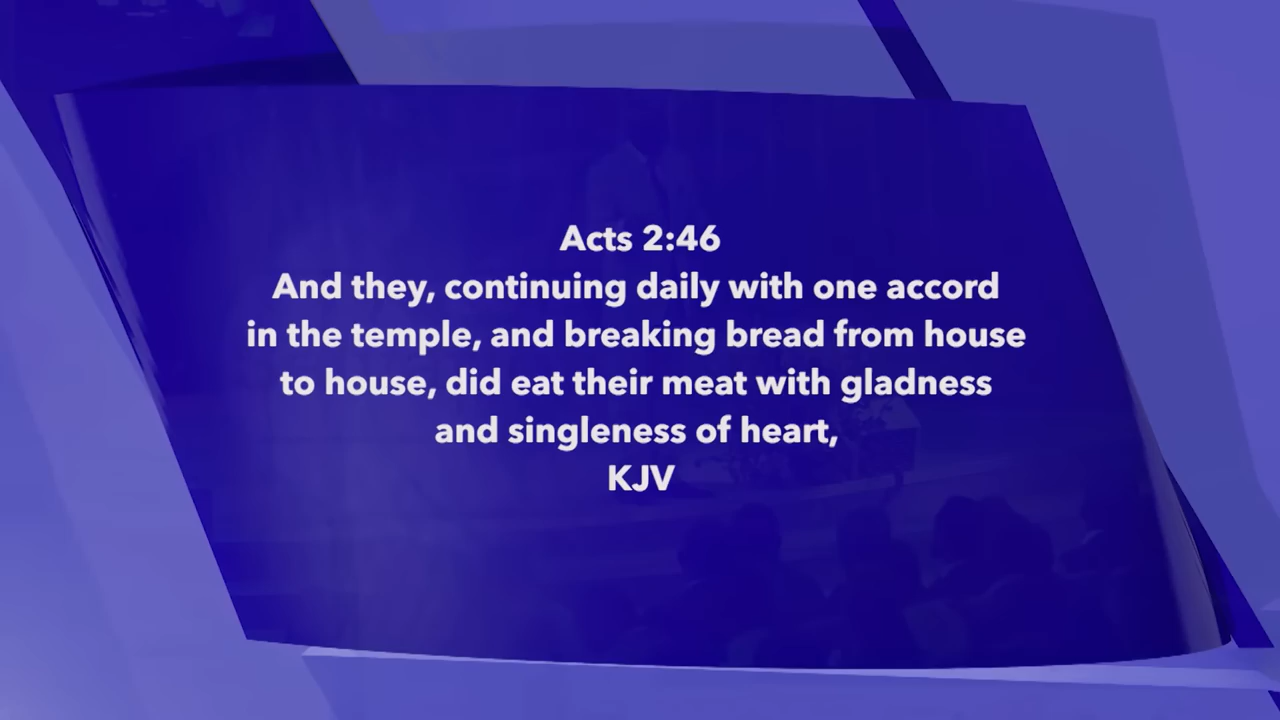 Acts 2:46
And they, continuing daily with one accord
in the temple, and breaking bread from house
to house, did eat their meat with gladness
and singleness of heart,
KJV